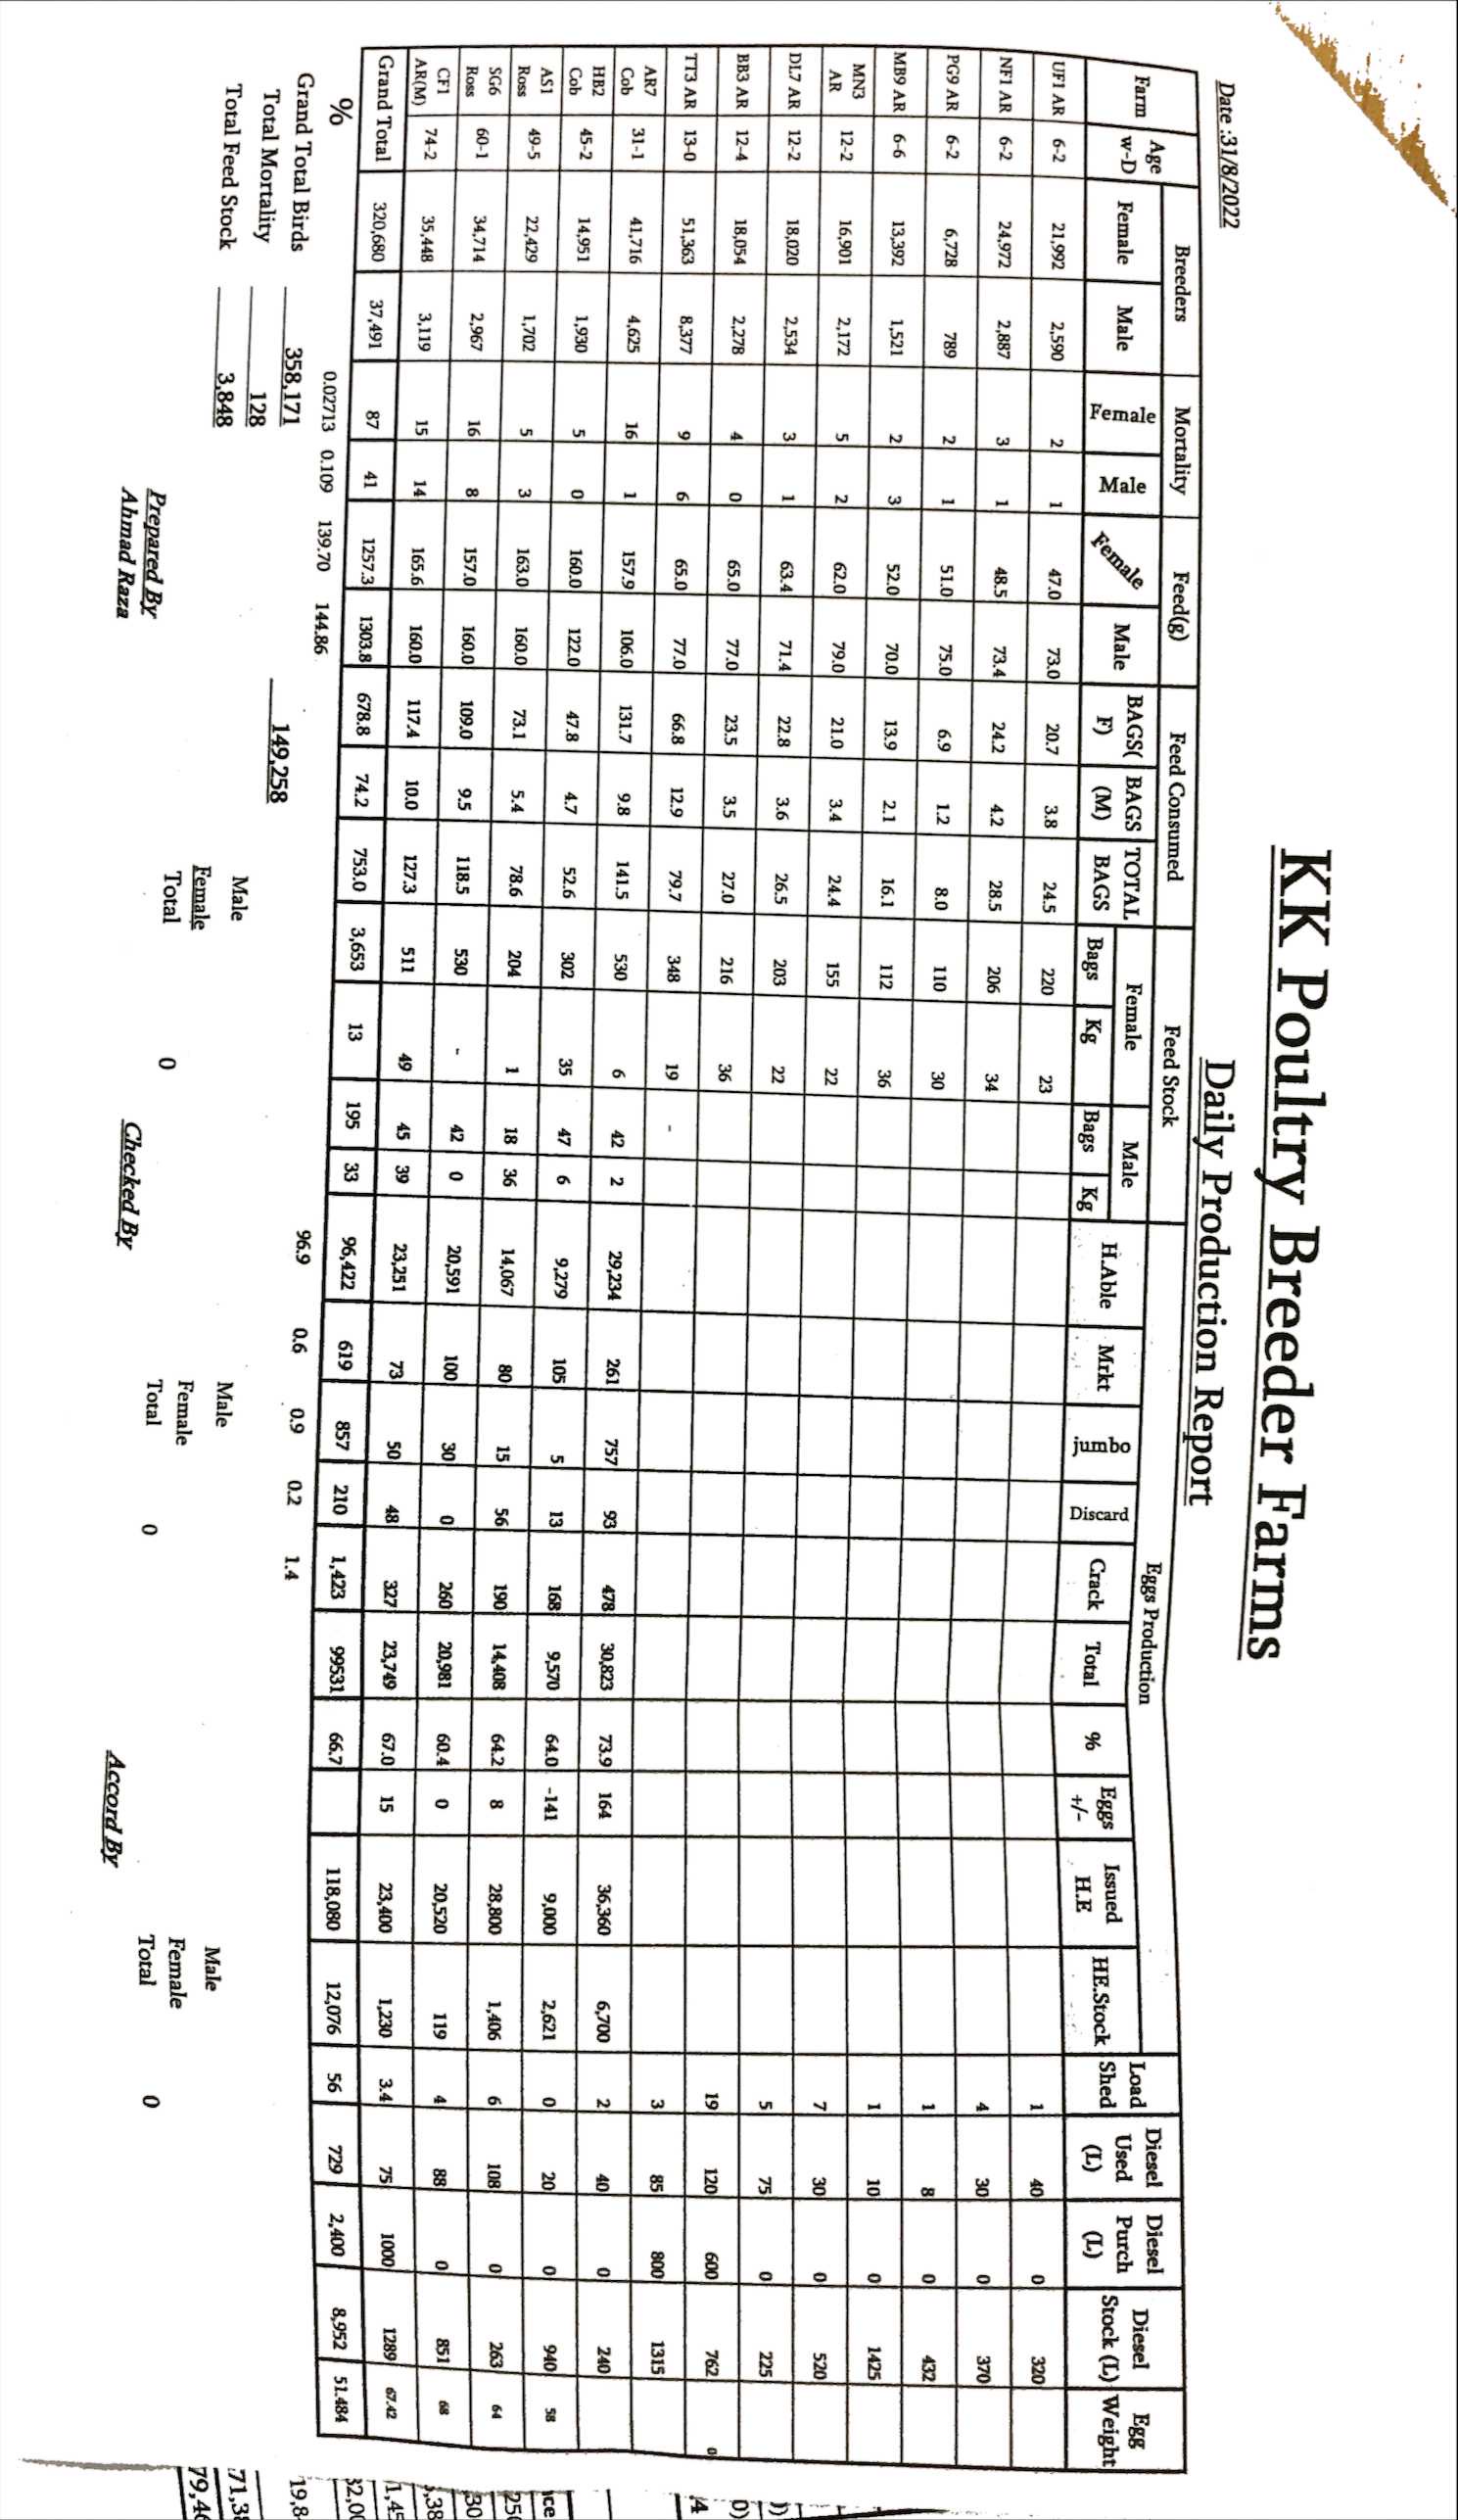 KK Poultry Breeder Farms
Date :31/8/2022
Daily Production Report
Farm Age w-D Breeders Mortality Feed(g) Feed Consumed Feed Stock Eggs Production Load Shed Diesel Used (L) Diesel Purch (L) Diesel Stock (L) Egg Weight
Female Male Female Male Female Male BAGS(F) BAGS (M) TOTAL BAGS Female Male H.Able Mrkt jumbo Discard Crack Total % Eggs +/- Issued H.E HE.Stock
Bags Kg Bags Kg
UF1 AR 6-2 21,992 2,590 2 1 47.0 73.0 20.7 3.8 24.5 220 23 1 40 0 320
NF1 AR 6-2 24,972 2,887 3 1 48.5 73.4 24.2 4.2 28.5 206 34 4 30 0 370
PG9 AR 6-2 6,728 789 2 1 51.0 75.0 6.9 1.2 8.0 110 30 1 8 0 432
MB9 AR 6-6 13,392 1,521 2 3 52.0 70.0 13.9 2.1 16.1 112 36 1 10 0 1425
MN3 AR 12-2 16,901 2,172 5 2 62.0 79.0 21.0 3.4 24.4 155 22 7 30 0 520
DL7 AR 12-2 18,020 2,534 3 1 63.4 71.4 22.8 3.6 26.5 203 22 5 75 0 225
BB3 AR 12-4 18,054 2,278 4 0 65.0 77.0 23.5 3.5 27.0 216 36 19 120 600 762 0
TT3 AR 13-0 51,363 8,377 9 6 65.0 77.0 66.8 12.9 79.7 348 19 - 3 85 800 1315
AR7 Cob 31-1 41,716 4,625 16 1 157.9 106.0 131.7 9.8 141.5 530 6 42 2 29,234 261 757 93 478 30,823 73.9 164 36,360 6,700 2 40 0 240
HB2 Cob 45-2 14,951 1,930 5 0 160.0 122.0 47.8 4.7 52.6 302 35 47 6 9,279 105 5 13 168 9,570 64.0 -141 9,000 2,621 0 20 0 940 58
AS1 Ross 49-5 22,429 1,702 5 3 163.0 160.0 73.1 5.4 78.6 204 1 18 36 14,067 80 15 56 190 14,408 64.2 8 28,800 1,406 6 108 0 263 64
SG6 Ross 60-1 34,714 2,967 16 8 157.0 160.0 109.0 9.5 118.5 530 - 42 0 20,591 100 30 0 260 20,981 60.4 0 20,520 119 4 88 0 851 68
CF1 AR(M) 74-2 35,448 3,119 15 14 165.6 160.0 117.4 10.0 127.3 511 49 45 39 23,251 73 50 48 327 23,749 67.0 15 23,400 1,230 3.4 75 1000 1289 67.42
Grand Total 320,680 37,491 87 41 1257.3 1303.8 678.8 74.2 753.0 3,653 13 195 33 96,422 619 857 210 1,423 99531 66.7 118,080 12,076 56 729 2,400 8,952 51.484
% 0.02713 0.109 139.70 144.86 96.9 0.6 0.9 0.2 1.4
Grand Total Birds 358,171 149,258
Total Mortality 128
Total Feed Stock 3,848
Male Male Male
Female Female Female
Total 0 Total 0 Total 0
Prepared By Checked By Accord By
Ahmad Raza